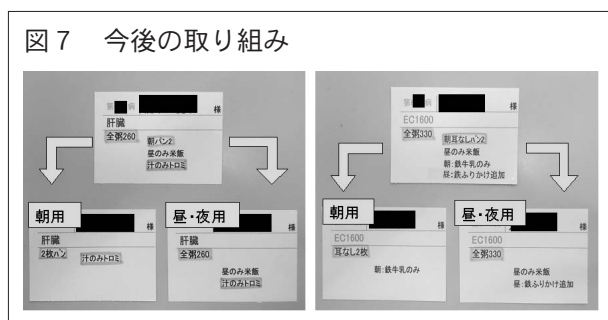 図７　今後の取り組み
第 病 様
肝臓
全粥260
朝パン2
昼のみ米飯
汁のみトロミ
朝用
様
肝臓
2枚パン
汁のみトロミ
昼・夜用
様
肝臓
全粥260
昼のみ米飯
汁のみトロミ
病 様
EC1600
全粥330
朝耳なしパン2
昼のみ米飯
朝:鉄牛乳のみ
昼:鉄ふりかけ追加
朝用
様
EC1600
耳なし2枚
朝:鉄牛乳のみ
昼・夜用
様
EC1600
全粥330
昼のみ米飯
昼:鉄ふりかけ追加